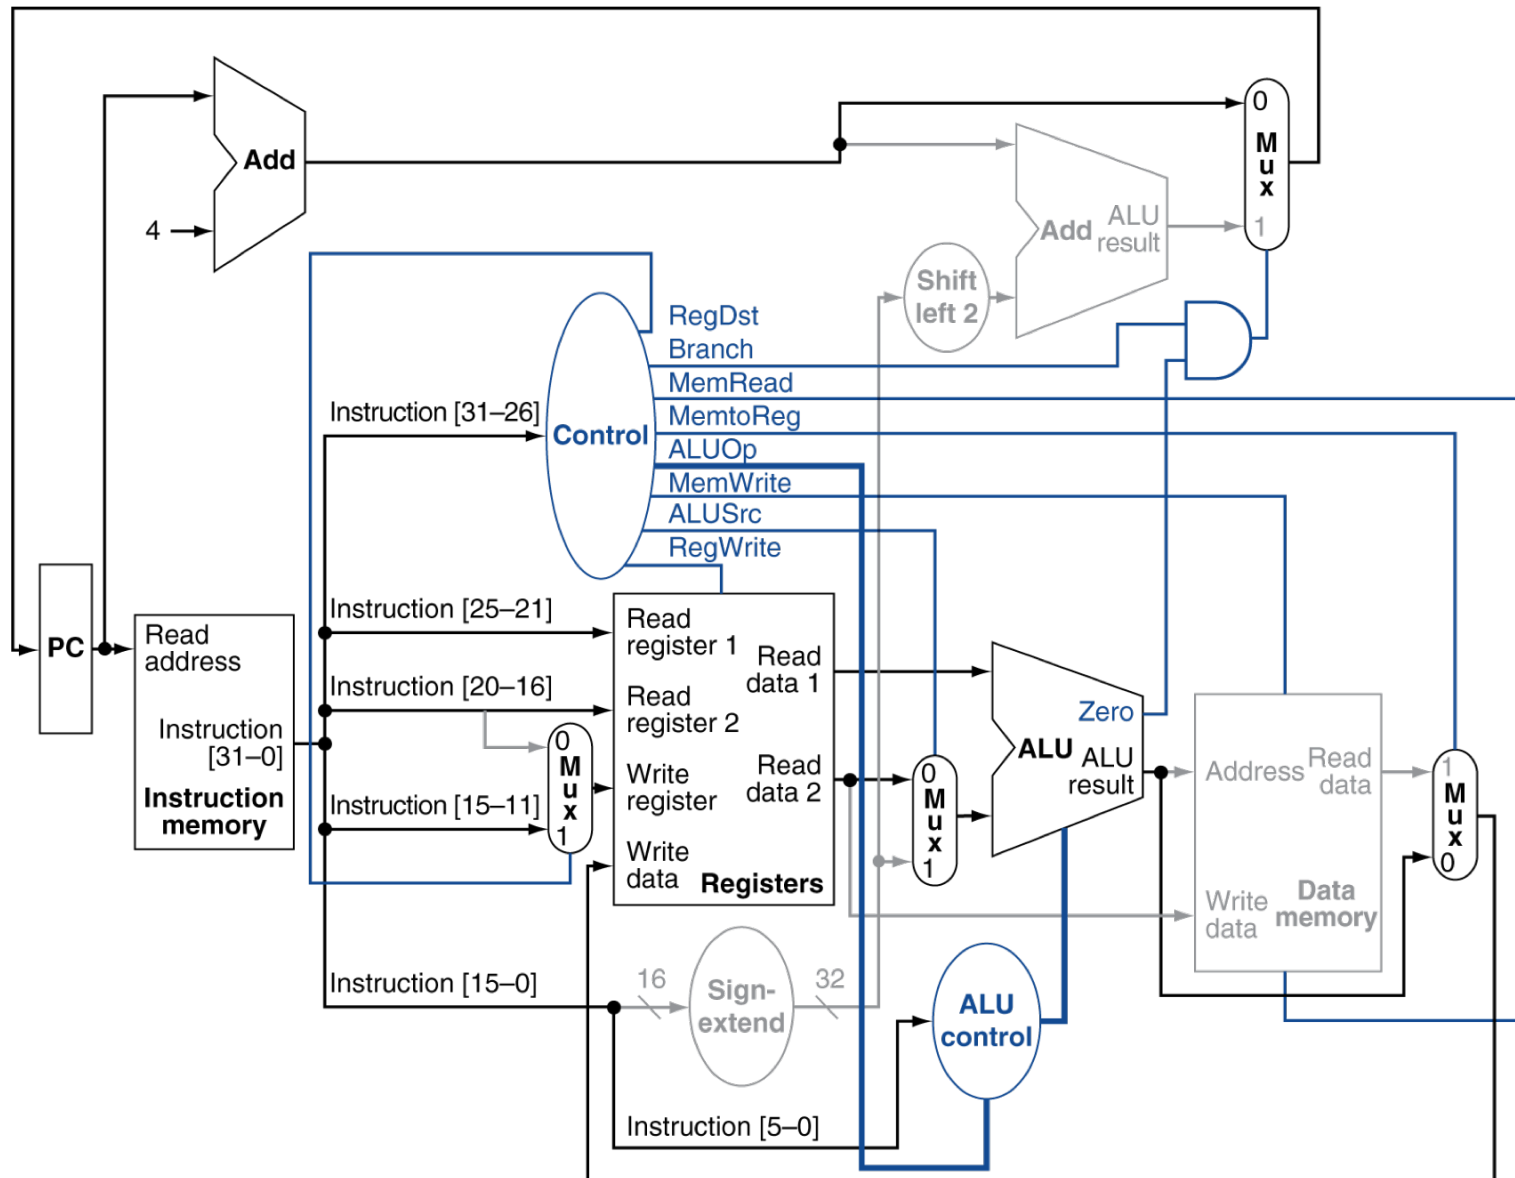 0
M
u
x
1
Add
4
Add
ALU
result
Shift
left 2
RegDst
Branch
MemRead
MemtoReg
ALUOp
MemWrite
ALUSrc
RegWrite
Control
Instruction [31–26]
Instruction [25–21]
Instruction [20–16]
Instruction [15–11]
Instruction [15–0]
Instruction [5–0]
PC
Read
address
Instruction
[31–0]
Instruction
memory
0
M
u
x
1
Read
register 1
Read
register 2
Write
register
Write
data
Read
data 1
Read
data 2
Registers
0
M
u
x
1
Zero
ALU
ALU
result
Address
Read
data
Write
data
Data
memory
1
M
u
x
0
16
Sign-
extend
32
ALU
control